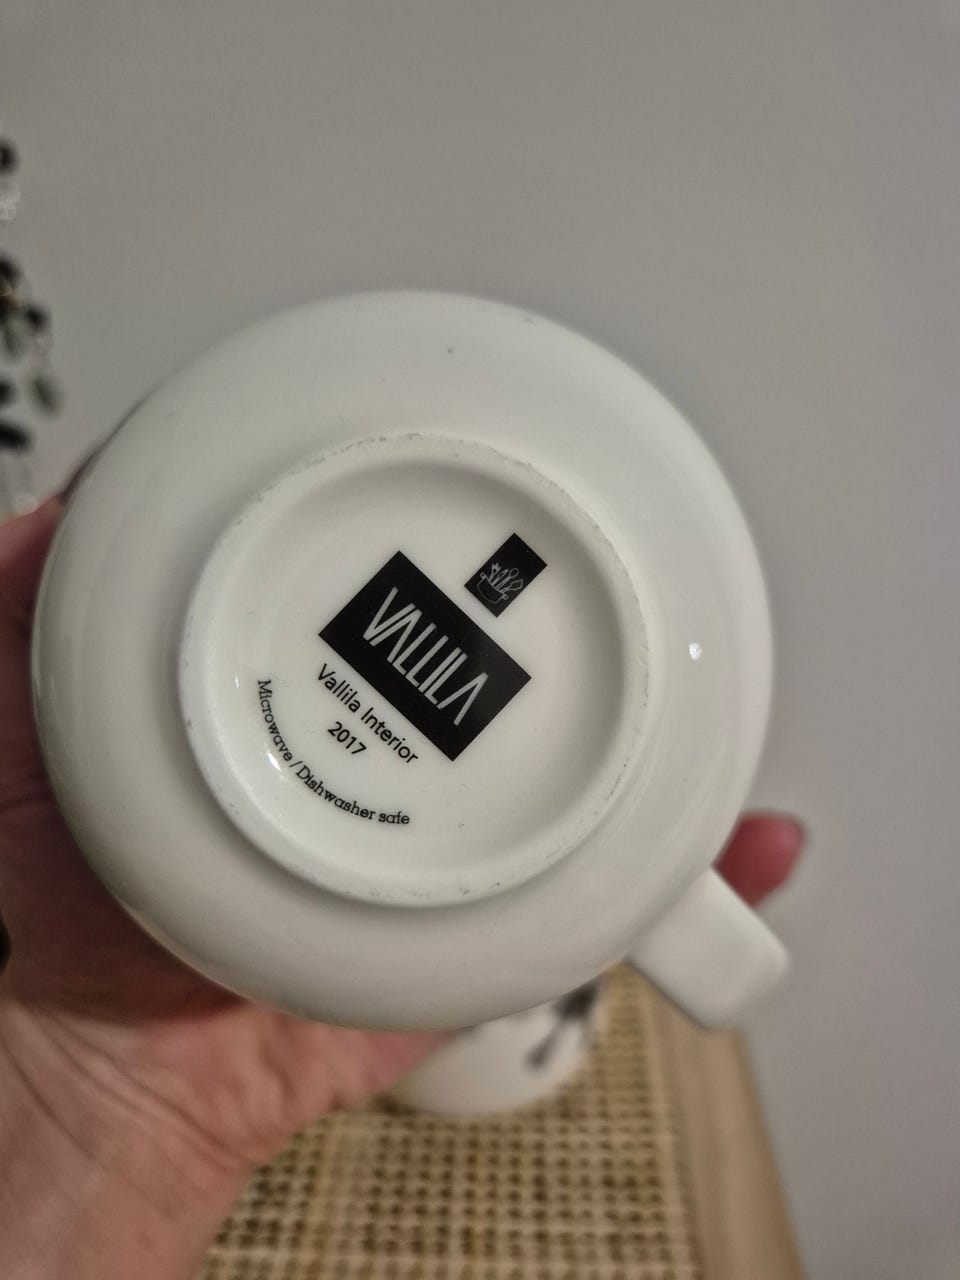 VALLILA
Vallila Interior
2017
Microwave / Dishwasher safe